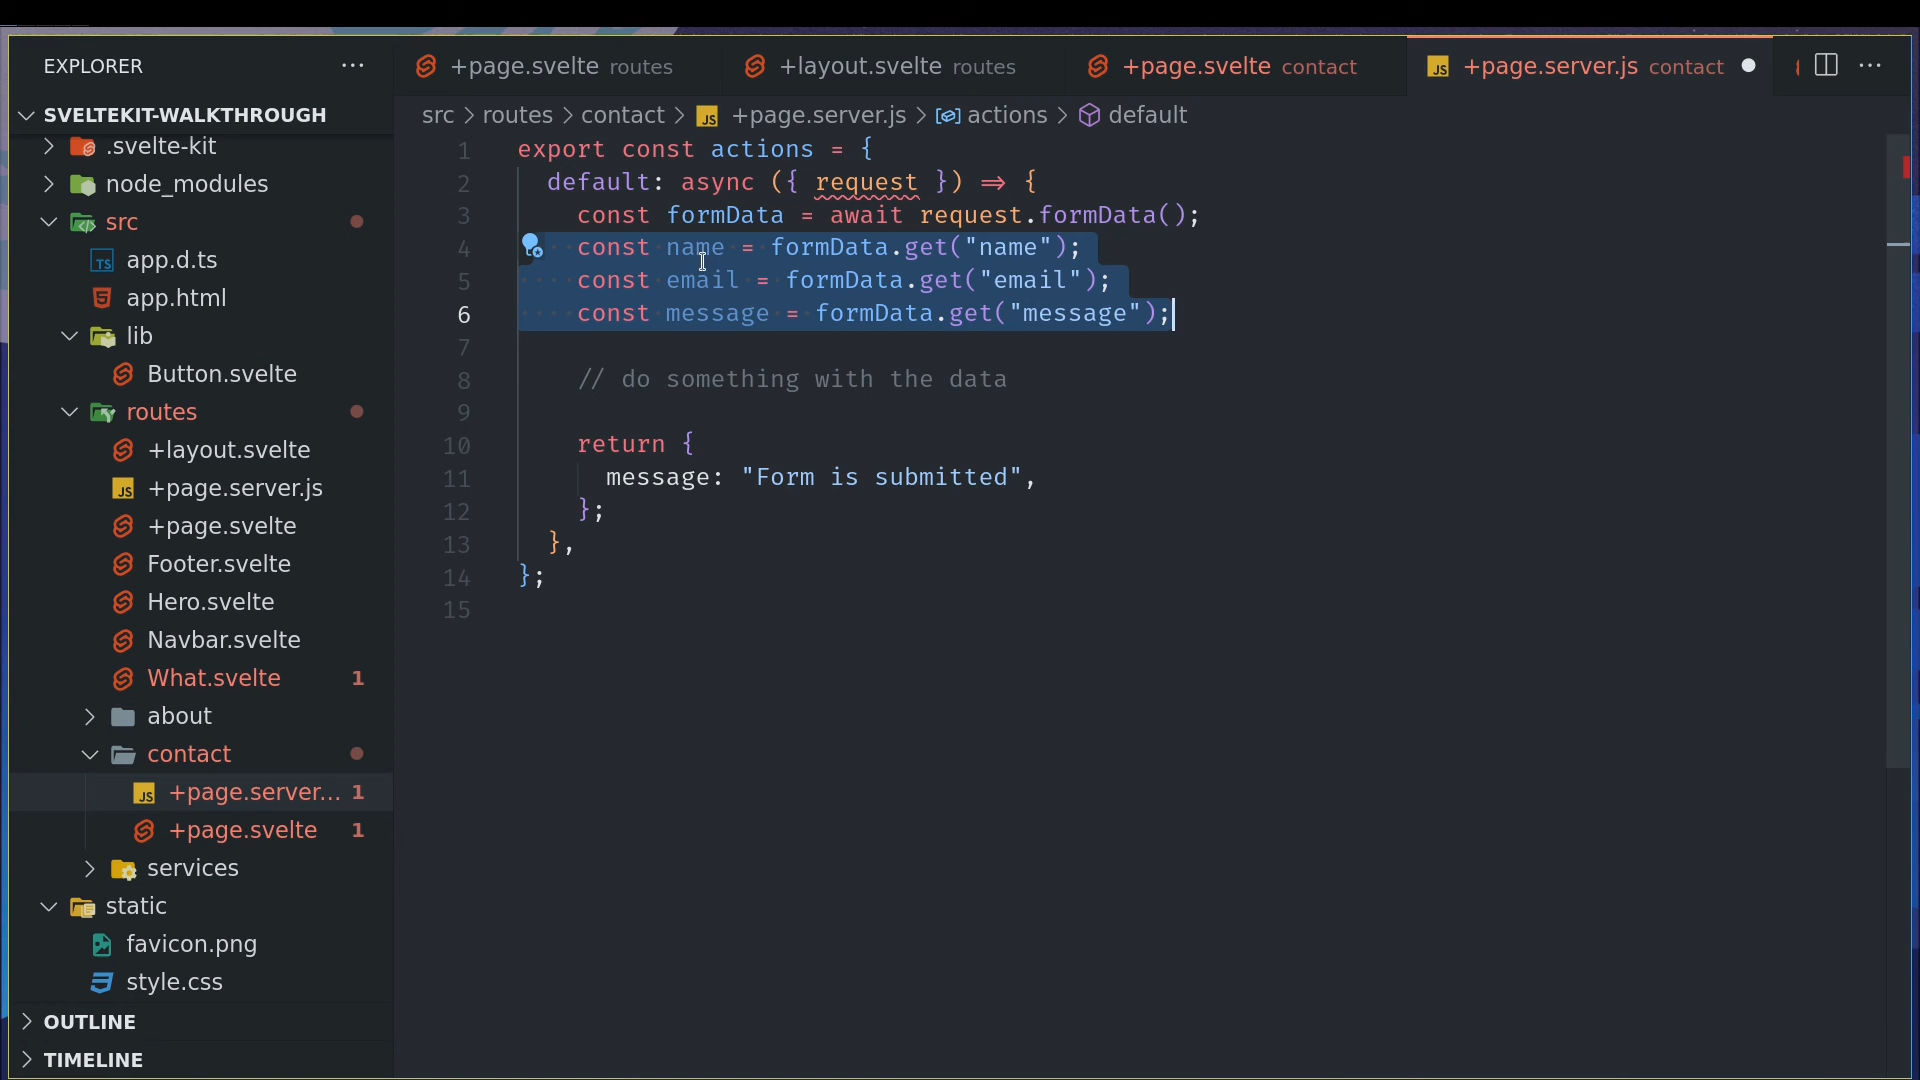 EXPLORER
SVELTEKIT-WALKTHROUGH
.svelte-kit
node_modules
src
TS app.d.ts
app.html
lib
Button.svelte
routes
+layout.svelte
JS +page.server.js
+page.svelte
Footer.svelte
Hero.svelte
Navbar.svelte
What.svelte 1
about
contact
JS +page.server... 1
+page.svelte 1
services
static
favicon.png
style.css
OUTLINE
TIMELINE
+page.svelte routes
+layout.svelte routes
+page.svelte contact
JS +page.server.js contact
src > routes > contact > JS +page.server.js > actions > default
1 export const actions = {
2 default: async ({ request }) => {
3 const formData = await request.formData();
4 const name = formData.get("name");
5 const email = formData.get("email");
6 const message = formData.get("message");
7
8 // do something with the data
9
10 return {
11 message: "Form is submitted",
12 };
13 },
14 };
15